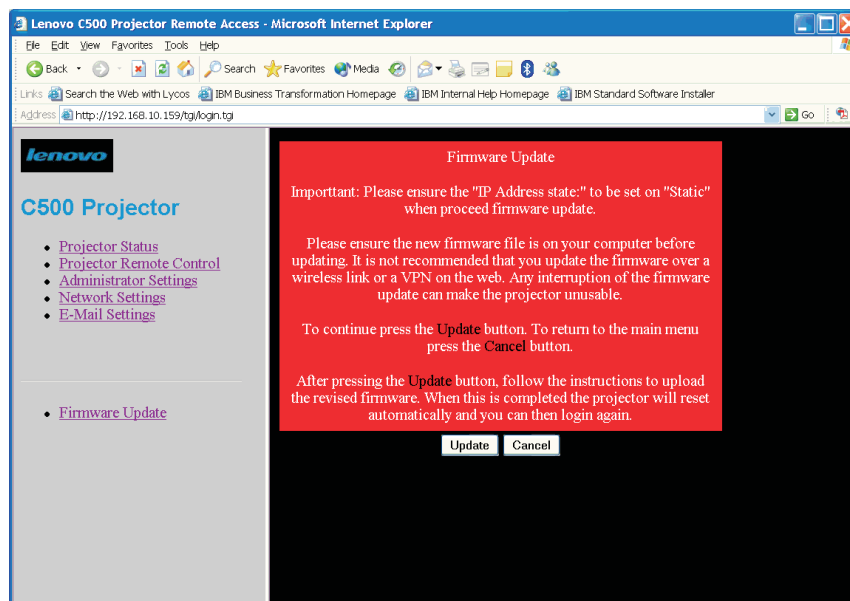 Lenovo C500 Projector Remote Access - Microsoft Internet Explorer
File Edit View Favorites Tools Help
Back Search Favorites Media
Links Search the Web with Lycos IBM Business Transformation Homepage IBM Internal Help Homepage IBM Standard Software Installer
Address http://192.168.10.159/tgi/login.tgi Go
lenovo
C500 Projector
Projector Status
Projector Remote Control
Administrator Settings
Network Settings
E-Mail Settings
Firmware Update
Firmware Update
Importtant: Please ensure the "IP Address state:" to be set on "Static"
when proceed firmware update.
Please ensure the new firmware file is on your computer before
updating. It is not recommended that you update the firmware over a
wireless link or a VPN on the web. Any interruption of the firmware
update can make the projector unusable.
To continue press the Update button. To return to the main menu
press the Cancel button.
After pressing the Update button, follow the instructions to upload
the revised firmware. When this is completed the projector will reset
automatically and you can then login again.
Update Cancel